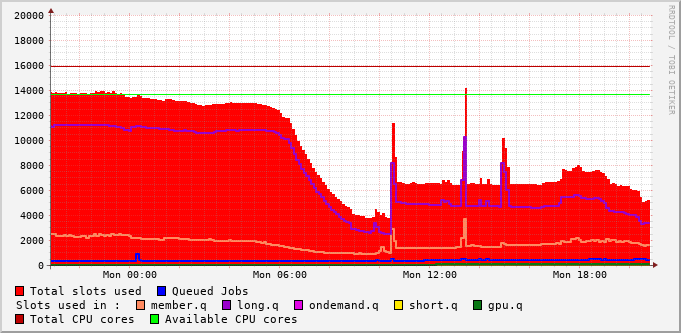 RRDTOOL / TOBI OETIKER
20000
18000
16000
14000
12000
10000
8000
6000
4000
2000
0
Mon 00:00 Mon 06:00 Mon 12:00 Mon 18:00
Total slots used Queued Jobs
Slots used in : member.q long.q ondemand.q short.q gpu.q
Total CPU cores Available CPU cores